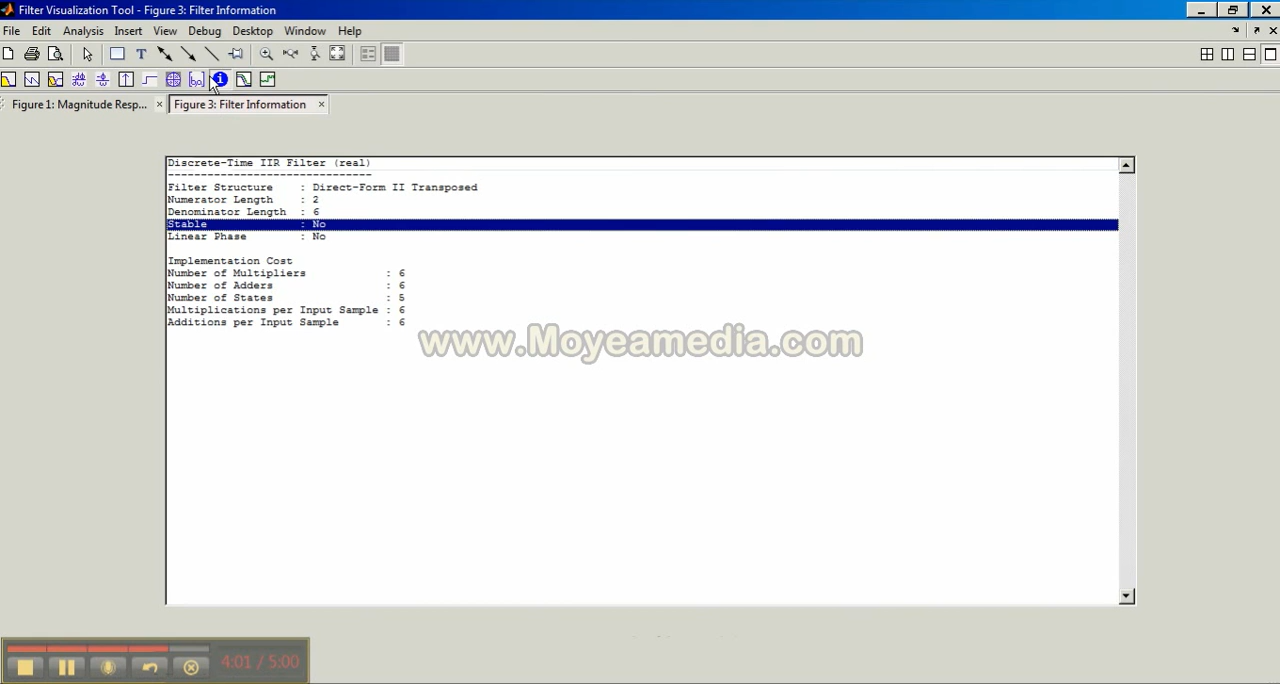 Filter Visualization Tool - Figure 3: Filter Information
File Edit Analysis Insert View Debug Desktop Window Help
Figure 1: Magnitude Resp... Figure 3: Filter Information
Discrete-Time IIR Filter (real)
-------------------------------
Filter Structure : Direct-Form II Transposed
Numerator Length : 2
Denominator Length : 6
Stable : No
Linear Phase : No
Implementation Cost
Number of Multipliers : 6
Number of Adders : 6
Number of States : 5
Multiplications per Input Sample : 6
Additions per Input Sample : 6
www.Moyeamedia.com
4:01 / 5:00